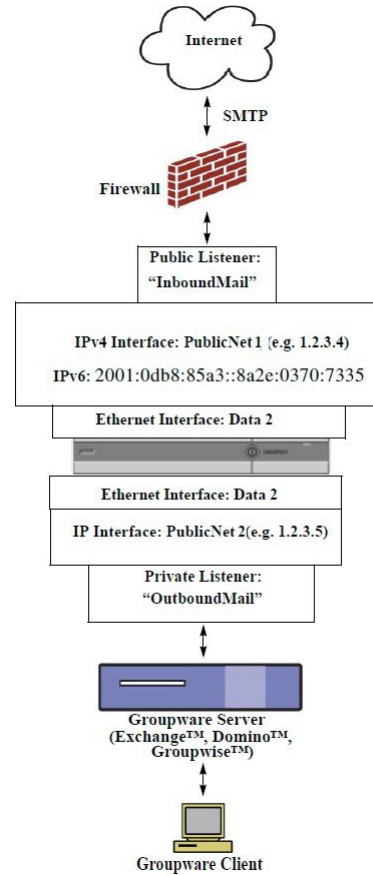 Internet
SMTP
Firewall
Public Listener:
“InboundMail”
IPv4 Interface: PublicNet 1 (e.g. 1.2.3.4)
IPv6: 2001:0db8:85a3::8a2e:0370:7335
Ethernet Interface: Data 2
Ethernet Interface: Data 2
IP Interface: PublicNet 2(e.g. 1.2.3.5)
Private Listener:
“OutboundMail”
Groupware Server
(Exchange™, Domino™,
Groupwise™)
Groupware Client